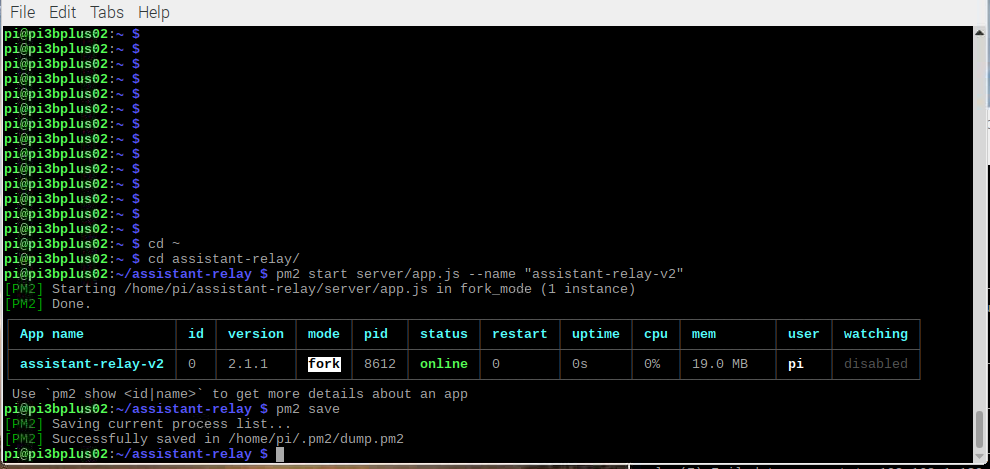 File Edit Tabs Help
pi@pi3bplus02:~ $
pi@pi3bplus02:~ $
pi@pi3bplus02:~ $
pi@pi3bplus02:~ $
pi@pi3bplus02:~ $
pi@pi3bplus02:~ $
pi@pi3bplus02:~ $
pi@pi3bplus02:~ $
pi@pi3bplus02:~ $
pi@pi3bplus02:~ $
pi@pi3bplus02:~ $
pi@pi3bplus02:~ $
pi@pi3bplus02:~ $
pi@pi3bplus02:~ $
pi@pi3bplus02:~ $ cd ~
pi@pi3bplus02:~ $ cd assistant-relay/
pi@pi3bplus02:~/assistant-relay $ pm2 start server/app.js --name "assistant-relay-v2"
[PM2] Starting /home/pi/assistant-relay/server/app.js in fork_mode (1 instance)
[PM2] Done.
App name id version mode pid status restart uptime cpu mem user watching
assistant-relay-v2 0 2.1.1 fork 8612 online 0 0s 0% 19.0 MB pi disabled
Use `pm2 show <id|name>` to get more details about an app
pi@pi3bplus02:~/assistant-relay $ pm2 save
[PM2] Saving current process list...
[PM2] Successfully saved in /home/pi/.pm2/dump.pm2
pi@pi3bplus02:~/assistant-relay $